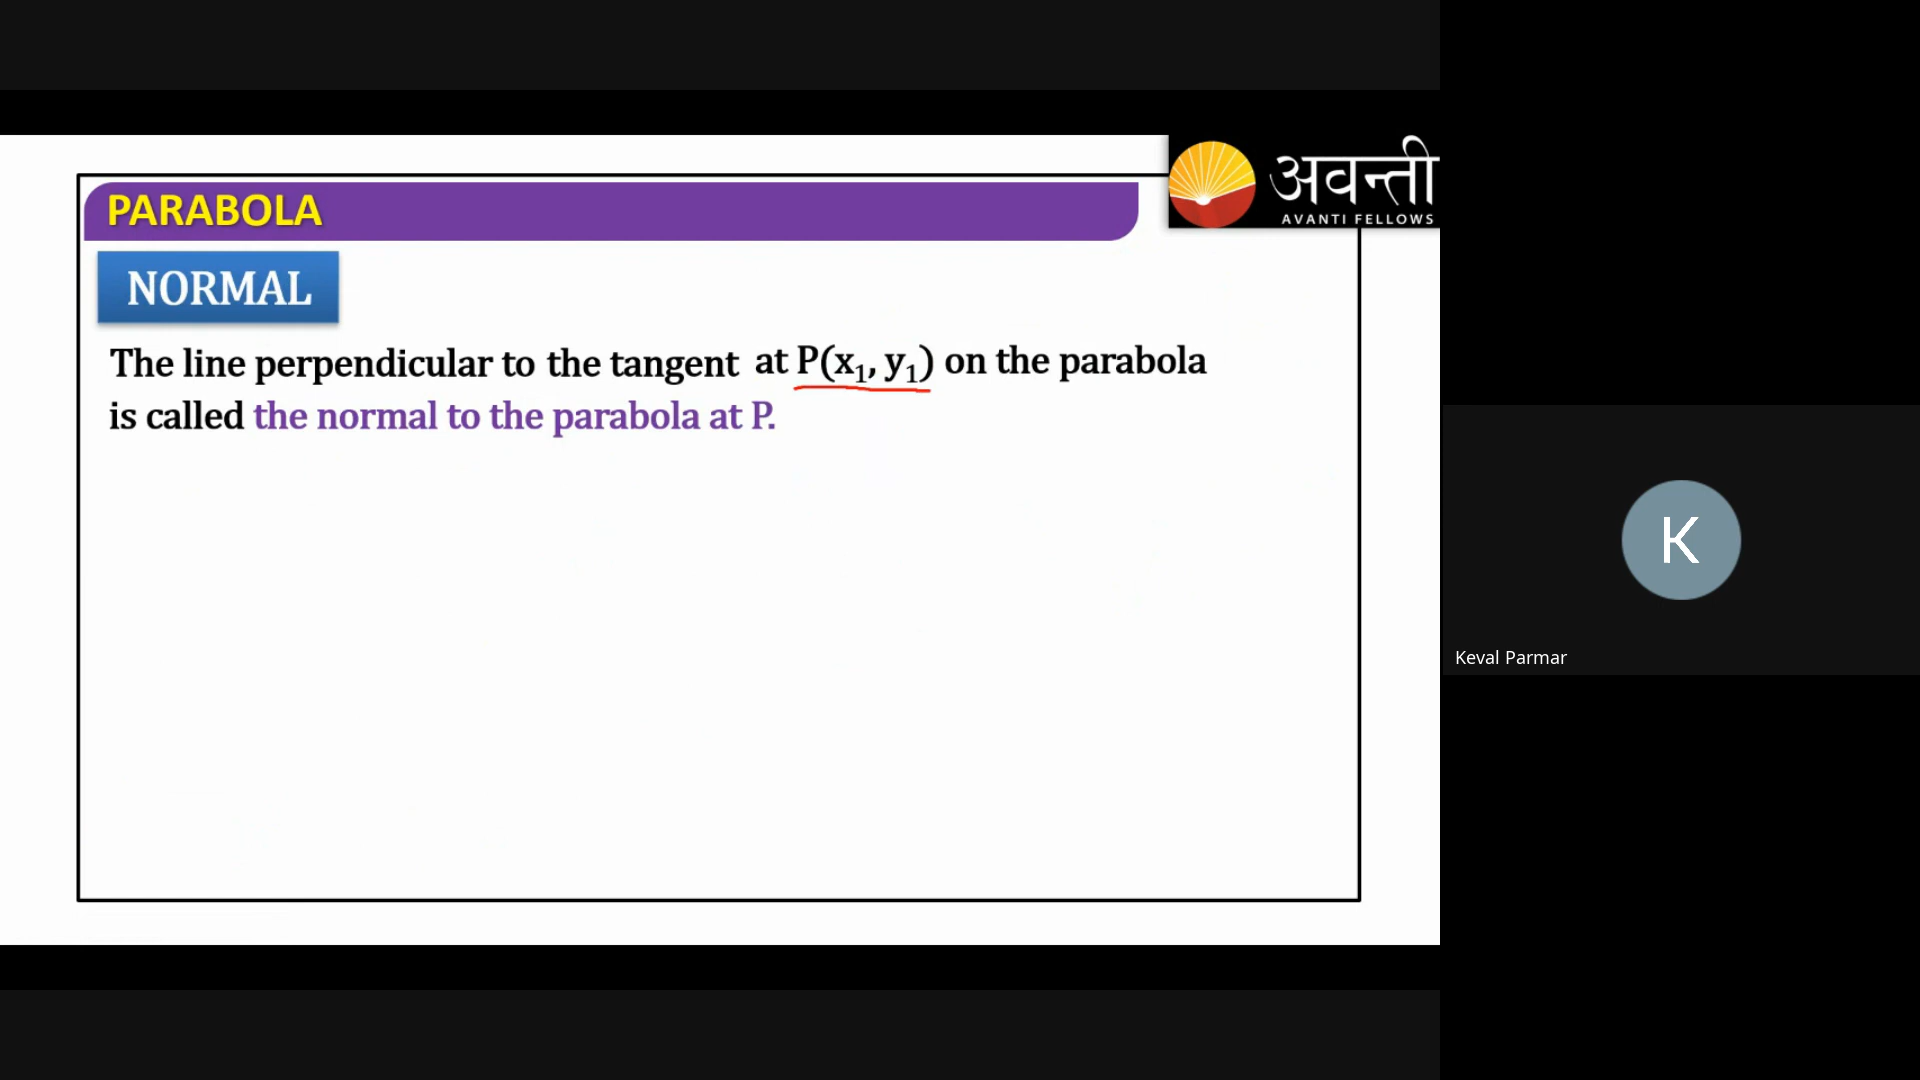 अवन्ती
AVANTI FELLOWS
PARABOLA
NORMAL
The line perpendicular to the tangent at P(x₁, y₁) on the parabola
is called the normal to the parabola at P.
K
Keval Parmar